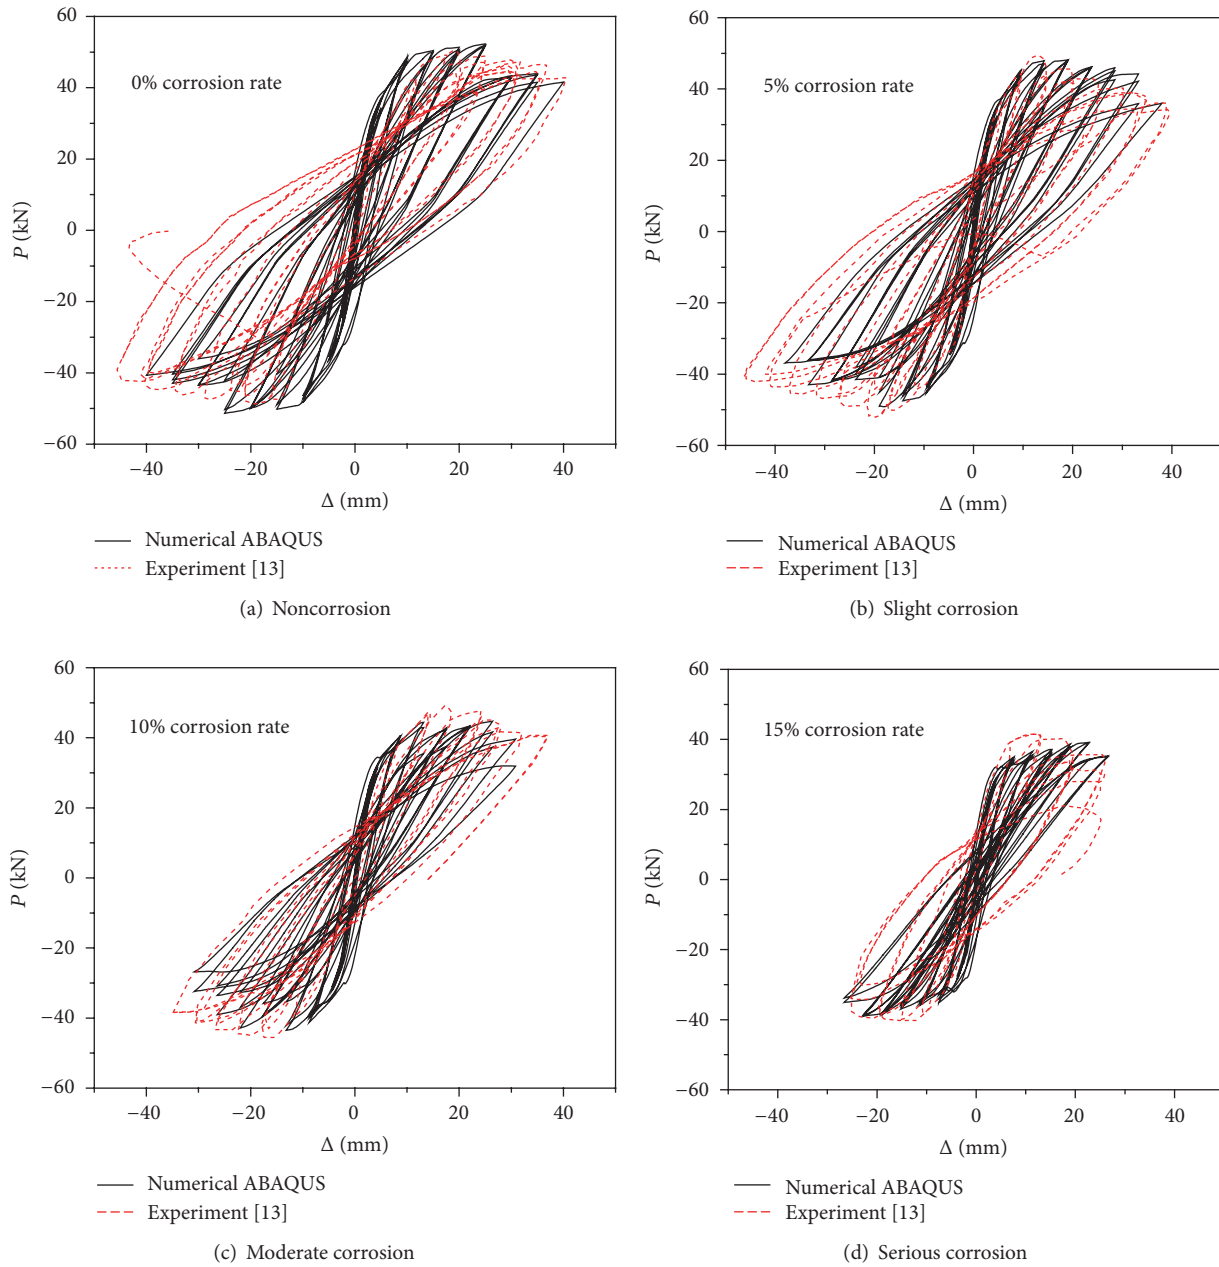 60
40
20
0
−20
−40
−60
P (kN)
0% corrosion rate
−40
−20
0
20
40
Δ (mm)
Numerical ABAQUS
Experiment [13]
(a) Noncorrosion
60
40
20
0
−20
−40
−60
P (kN)
5% corrosion rate
−40
−20
0
20
40
Δ (mm)
Numerical ABAQUS
Experiment [13]
(b) Slight corrosion
60
40
20
0
−20
−40
−60
P (kN)
10% corrosion rate
−40
−20
0
20
40
Δ (mm)
Numerical ABAQUS
Experiment [13]
(c) Moderate corrosion
60
40
20
0
−20
−40
−60
P (kN)
15% corrosion rate
−40
−20
0
20
40
Δ (mm)
Numerical ABAQUS
Experiment [13]
(d) Serious corrosion